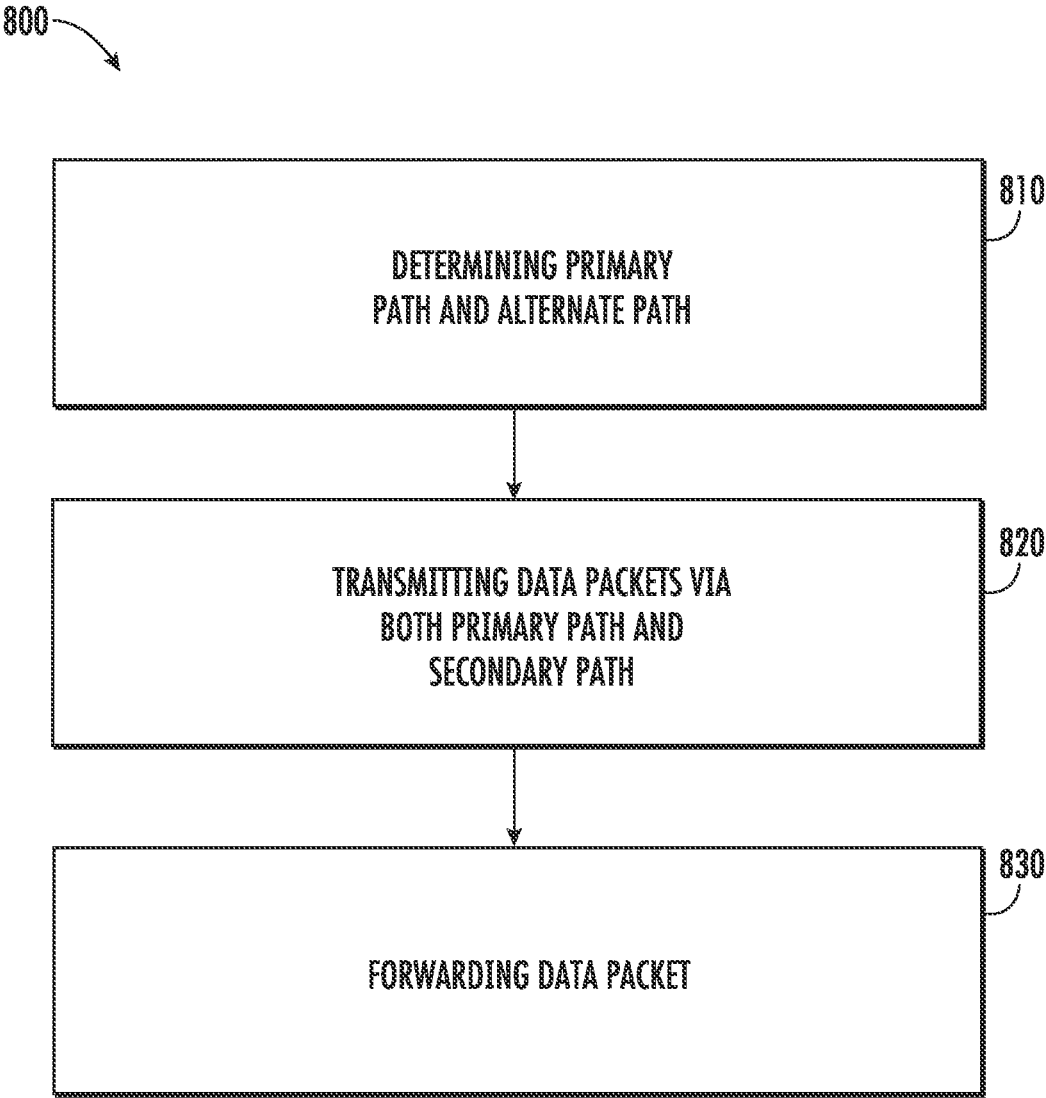 800
810
DETERMINING PRIMARY
PATH AND ALTERNATE PATH
820
TRANSMITTING DATA PACKETS VIA
BOTH PRIMARY PATH AND
SECONDARY PATH
830
FORWARDING DATA PACKET